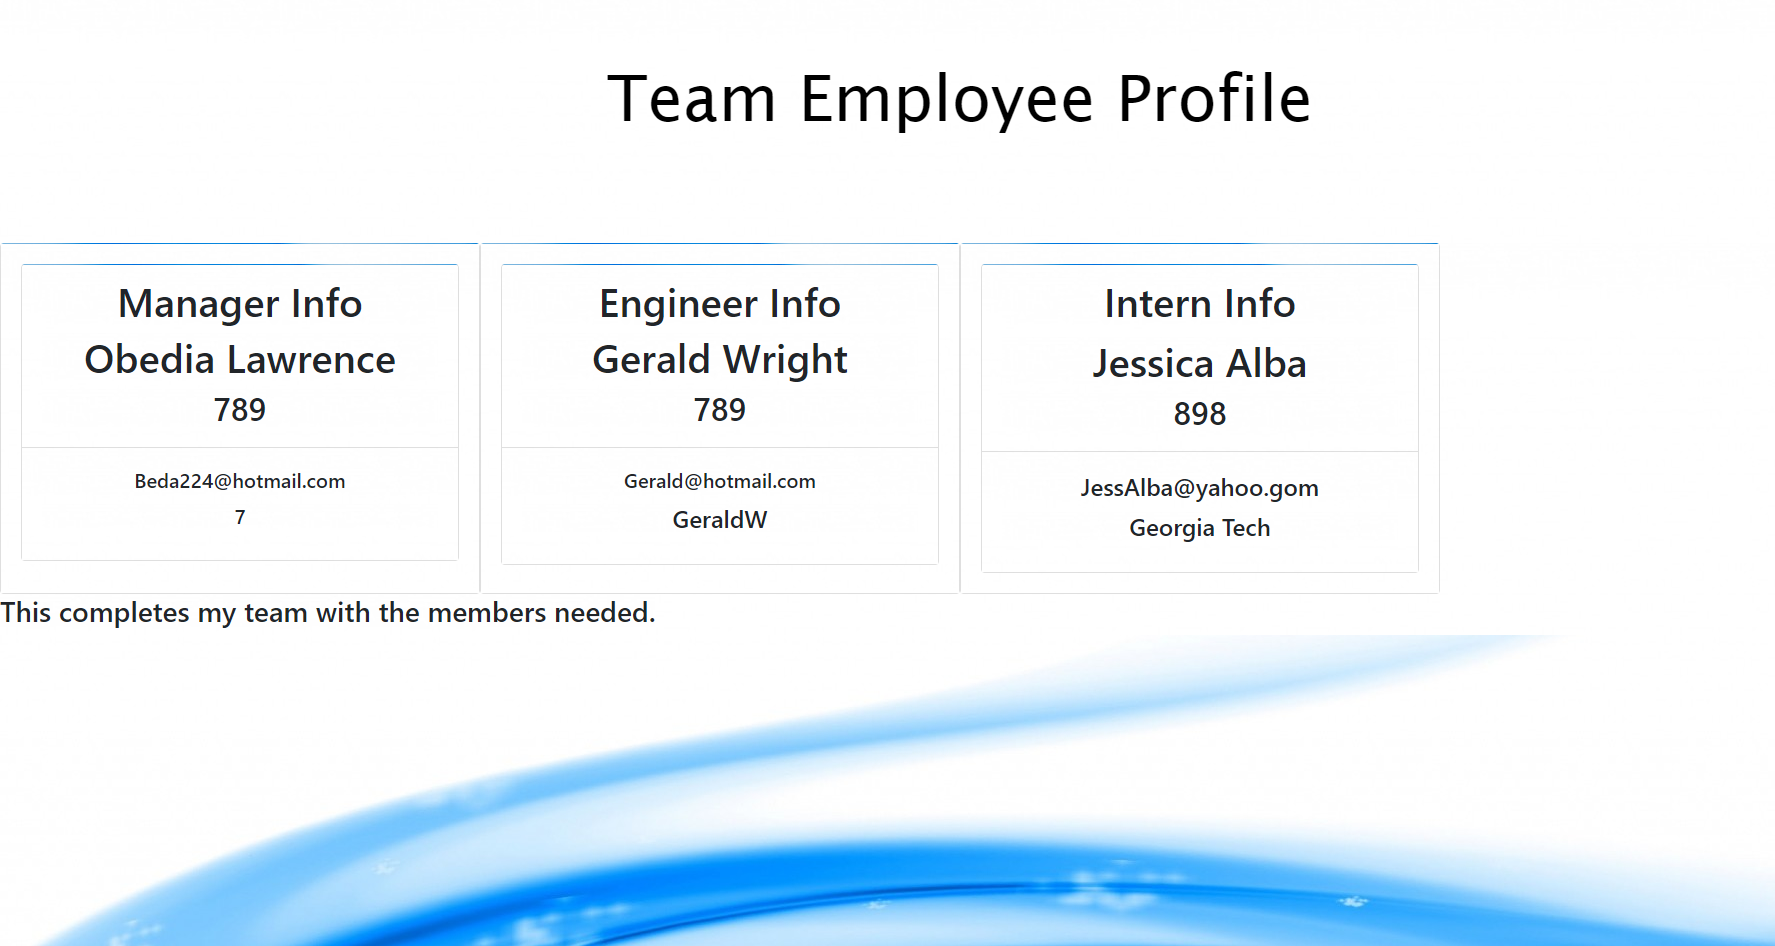 Team Employee Profile
Manager Info
Obedia Lawrence
789
Beda224@hotmail.com
7
Engineer Info
Gerald Wright
789
Gerald@hotmail.com
GeraldW
Intern Info
Jessica Alba
898
JessAlba@yahoo.gom
Georgia Tech
This completes my team with the members needed.